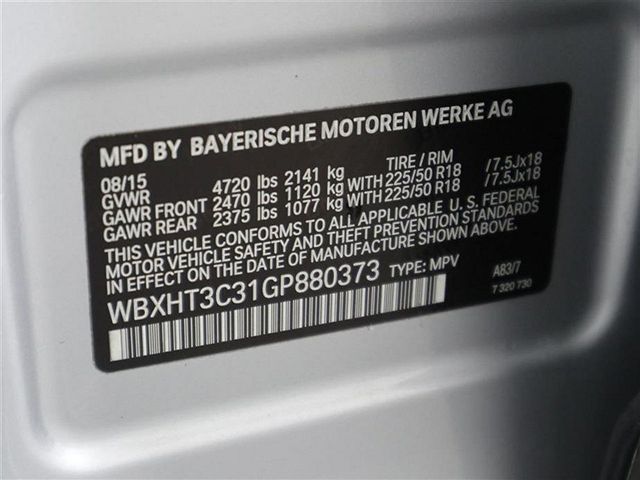 MFD BY BAYERISCHE MOTOREN WERKE AG
08/15 TIRE / RIM
GVWR 4720 lbs 2141 kg
GAWR FRONT 2470 lbs 1120 kg WITH 225/50 R18 /7.5Jx18
GAWR REAR 2375 lbs 1077 kg WITH 225/50 R18 /7.5Jx18
THIS VEHICLE CONFORMS TO ALL APPLICABLE U. S. FEDERAL
MOTOR VEHICLE SAFETY AND THEFT PREVENTION STANDARDS
IN EFFECT ON THE DATE OF MANUFACTURE SHOWN ABOVE.
WBXHT3C31GP880373 TYPE: MPV A83/7
7 320 730